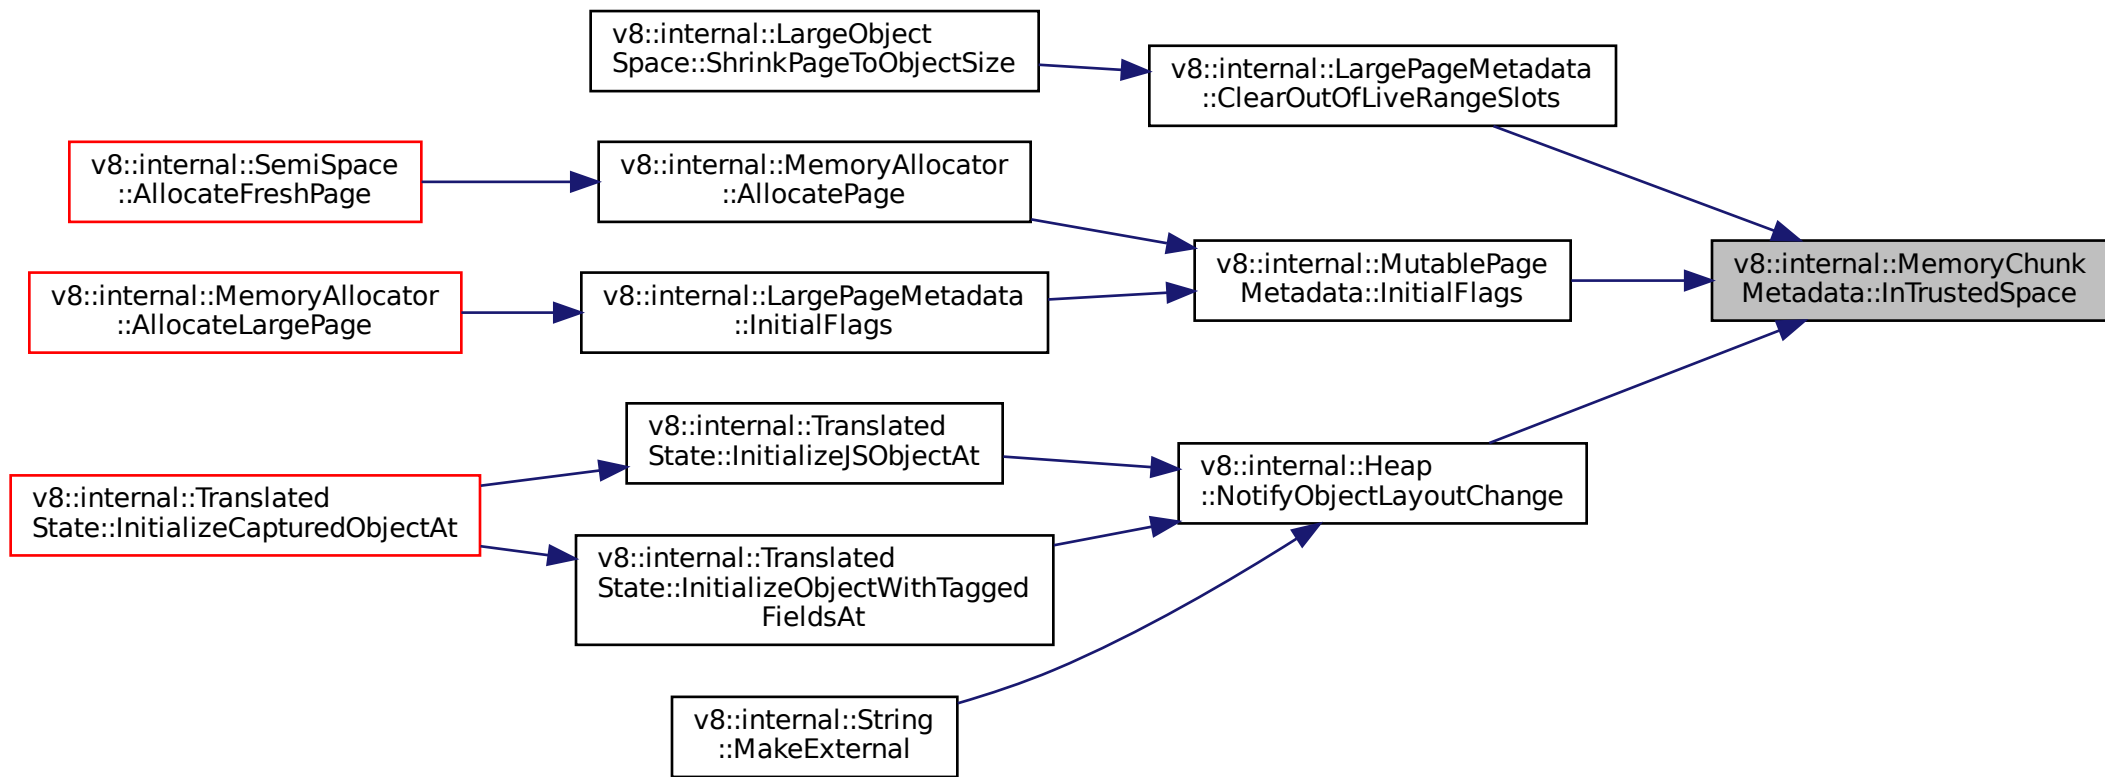 v8::internal::LargeObject
Space::ShrinkPageToObjectSize
v8::internal::LargePageMetadata
::ClearOutOfLiveRangeSlots
v8::internal::SemiSpace
::AllocateFreshPage
v8::internal::MemoryAllocator
::AllocatePage
v8::internal::MutablePage
Metadata::InitialFlags
v8::internal::MemoryChunk
Metadata::InTrustedSpace
v8::internal::MemoryAllocator
::AllocateLargePage
v8::internal::LargePageMetadata
::InitialFlags
v8::internal::Translated
State::InitializeJSObjectAt
v8::internal::Heap
::NotifyObjectLayoutChange
v8::internal::Translated
State::InitializeCapturedObjectAt
v8::internal::Translated
State::InitializeObjectWithTagged
FieldsAt
v8::internal::String
::MakeExternal